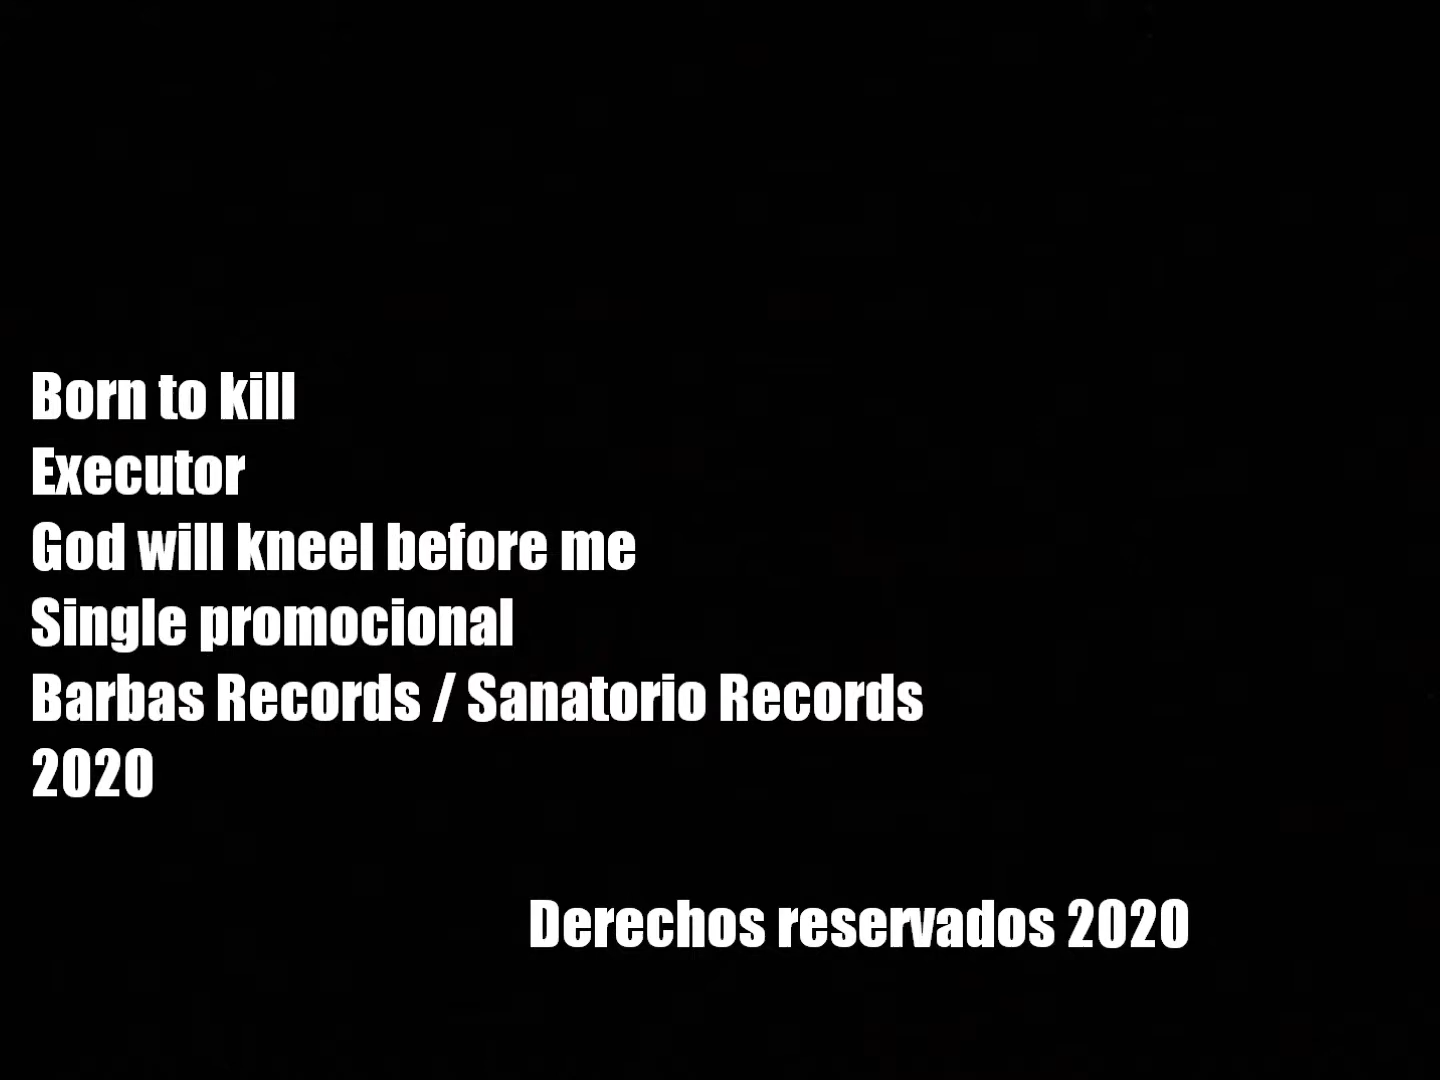 Born to kill
Executor
God will kneel before me
Single promocional
Barbas Records / Sanatorio Records
2020
Derechos reservados 2020